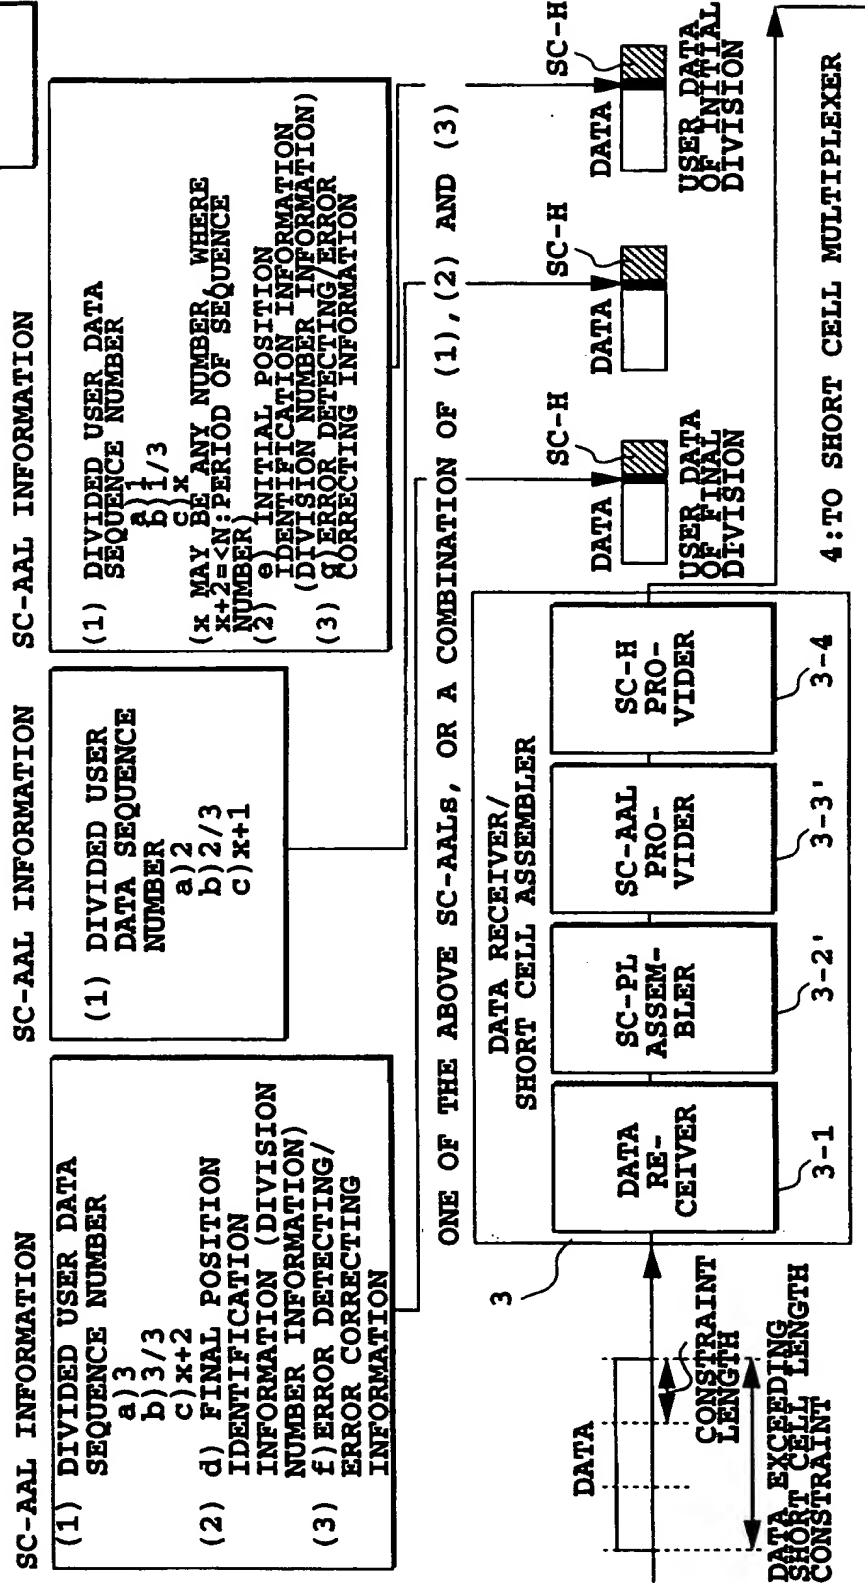 SC-AAL INFORMATION
(1) DIVIDED USER DATA
SEQUENCE NUMBER
a)3
b)3/3
c)x+2
(2) d) FINAL POSITION
IDENTIFICATION
INFORMATION (DIVISION
NUMBER INFORMATION)
(3) f)ERROR DETECTING/
ERROR CORRECTING
INFORMATION
SC-AAL INFORMATION
(1) DIVIDED USER
DATA SEQUENCE
NUMBER
a)2
b)2/3
c)x+1
SC-AAL INFORMATION
(1) DIVIDED USER DATA
SEQUENCE NUMBER
a)1
b)1/3
c)x
(x MAY BE ANY NUMBER, WHERE
x+2=<N:PERIOD OF SEQUENCE
NUMBER)
(2) e) INITIAL POSITION
IDENTIFICATION INFORMATION
(DIVISION NUMBER INFORMATION)
(3) g)ERROR DETECTING/ERROR
CORRECTING INFORMATION
ONE OF THE ABOVE SC-AALs, OR A COMBINATION OF (1),(2) AND (3)
DATA
SC-H
USER DATA
OF FINAL
DIVISION
DATA
SC-H
DATA
SC-H
USER DATA
OF INITIAL
DIVISION
DATA
CONSTRAINT
LENGTH
DATA EXCEEDING
SHORT CELL LENGTH
CONSTRAINT
3
DATA RECEIVER/
SHORT CELL ASSEMBLER
DATA
RE-
CEIVER
3-1
SC-PL
ASSEM-
BLER
3-2'
SC-AAL
PRO-
VIDER
3-3'
SC-H
PRO-
VIDER
3-4
4:TO SHORT CELL MULTIPLEXER